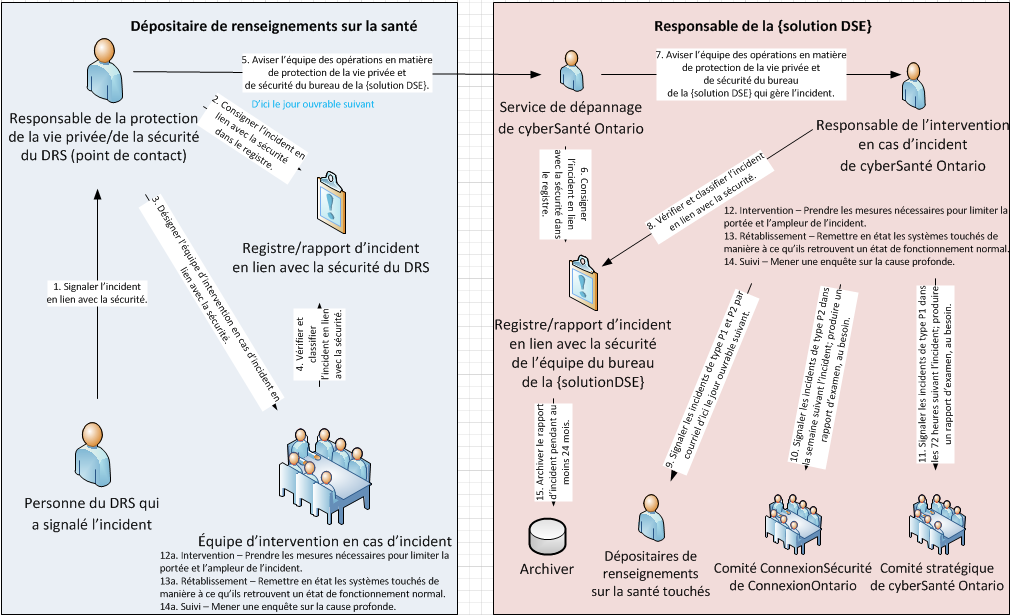 Dépositaire de renseignements sur la santé
5. Aviser l'équipe des opérations en matière
de protection de la vie privée et
de sécurité du bureau de la {solution DSE}.
D'ici le jour ouvrable suivant
Responsable de la protection
de la vie privée/de la sécurité
du DRS (point de contact)
2. Consigner l'incident en
lien avec la sécurité
dans le registre.
Registre/rapport d'incident
en lien avec la sécurité du DRS
1. Signaler l'incident
en lien avec la sécurité.
3. Désigner l'équipe d'intervention en cas d'incident en
lien avec la sécurité.
4. Vérifier et
classifier
l'incident en lien
avec la sécurité.
Personne du DRS qui
a signalé l'incident
Équipe d'intervention en cas d'incident
12a. Intervention – Prendre les mesures nécessaires pour limiter la
portée et l'ampleur de l'incident.
13a. Rétablissement – Remettre en état les systèmes touchés de
manière à ce qu'ils retrouvent un état de fonctionnement normal.
14a. Suivi – Mener une enquête sur la cause profonde.
Responsable de la {solution DSE}
7. Aviser l'équipe des opérations en matière
de protection de la vie privée et
de sécurité du bureau
de la {solution DSE} qui gère l'incident.
Service de dépannage
de cyberSanté Ontario
Responsable de l'intervention
en cas d'incident
de cyberSanté Ontario
6. Consigner
l'incident en lien
avec la sécurité dans
le registre.
8. Vérifier et classifier l'incident
en lien avec la sécurité.
12. Intervention – Prendre les mesures nécessaires pour limiter la
portée et l'ampleur de l'incident.
13. Rétablissement – Remettre en état les systèmes touchés de
manière à ce qu'ils retrouvent un état de fonctionnement normal.
14. Suivi – Mener une enquête sur la cause profonde.
Registre/rapport d'incident
en lien avec la sécurité
de l'équipe du bureau
de la {solutionDSE}
9. Signaler les incidents de type P1 et P2 par
courriel d'ici le jour ouvrable suivant.
10. Signaler les incidents de type P2 dans
la semaine suivant l'incident; produire un
rapport d'examen, au besoin.
11. Signaler les incidents de type P1 dans
les 72 heures suivant l'incident; produire
un rapport d'examen, au besoin.
15. Archiver le rapport
d'incident pendant au
moins 24 mois.
Archiver
Dépositaires de
renseignements
sur la santé touchés
Comité ConnexionSécurité
de ConnexionOntario
Comité stratégique
de cyberSanté Ontario